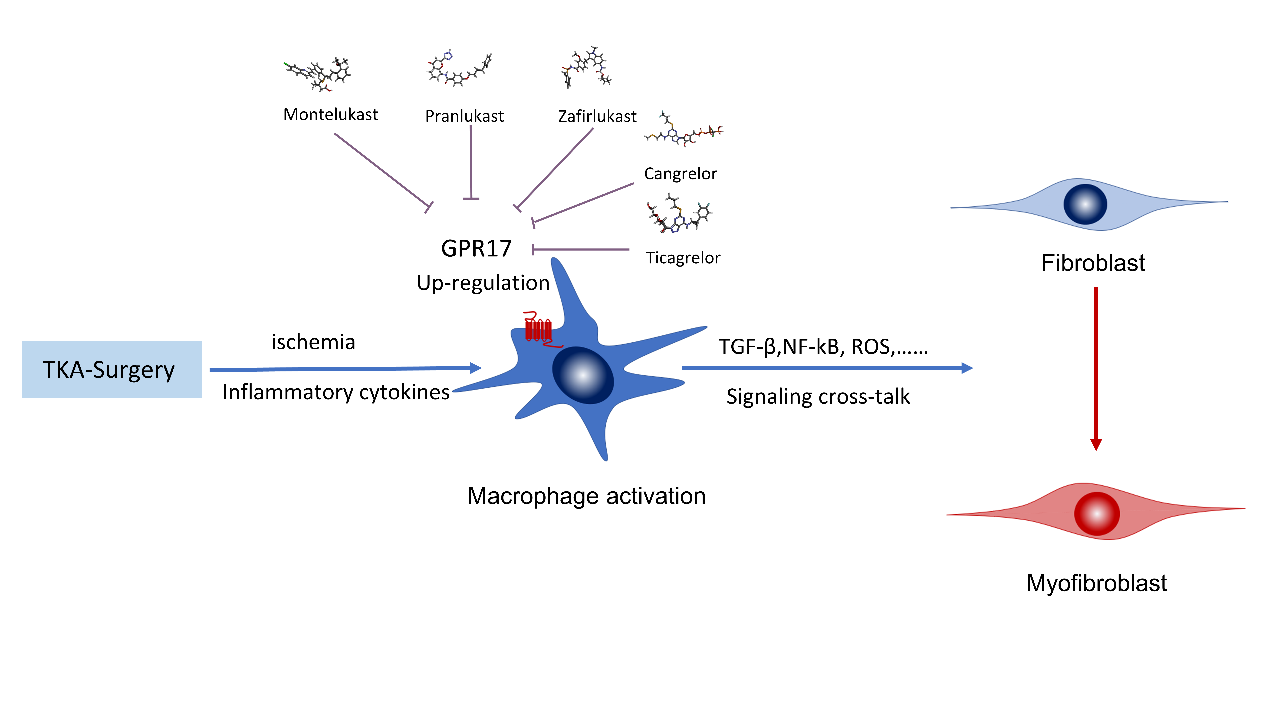 Montelukast
Pranlukast
Zafirlukast
Cangrelor
Ticagrelor
GPR17
Up-regulation
TKA-Surgery
ischemia
Inflammatory cytokines
Macrophage activation
TGF-β,NF-kB, ROS,......
Signaling cross-talk
Fibroblast
Myofibroblast